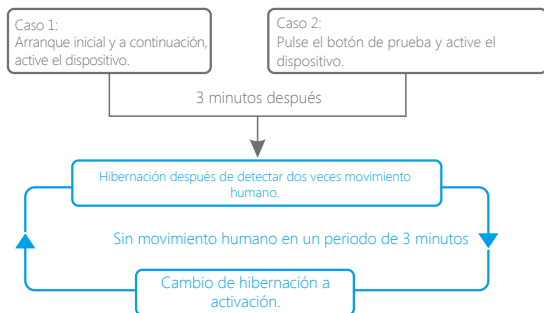 Caso 1:
Arranque inicial y a continuación,
active el dispositivo.
Caso 2:
Pulse el botón de prueba y active el
dispositivo.
3 minutos después
Hibernación después de detectar dos veces movimiento
humano.
Sin movimiento humano en un periodo de 3 minutos
Cambio de hibernación a
activación.